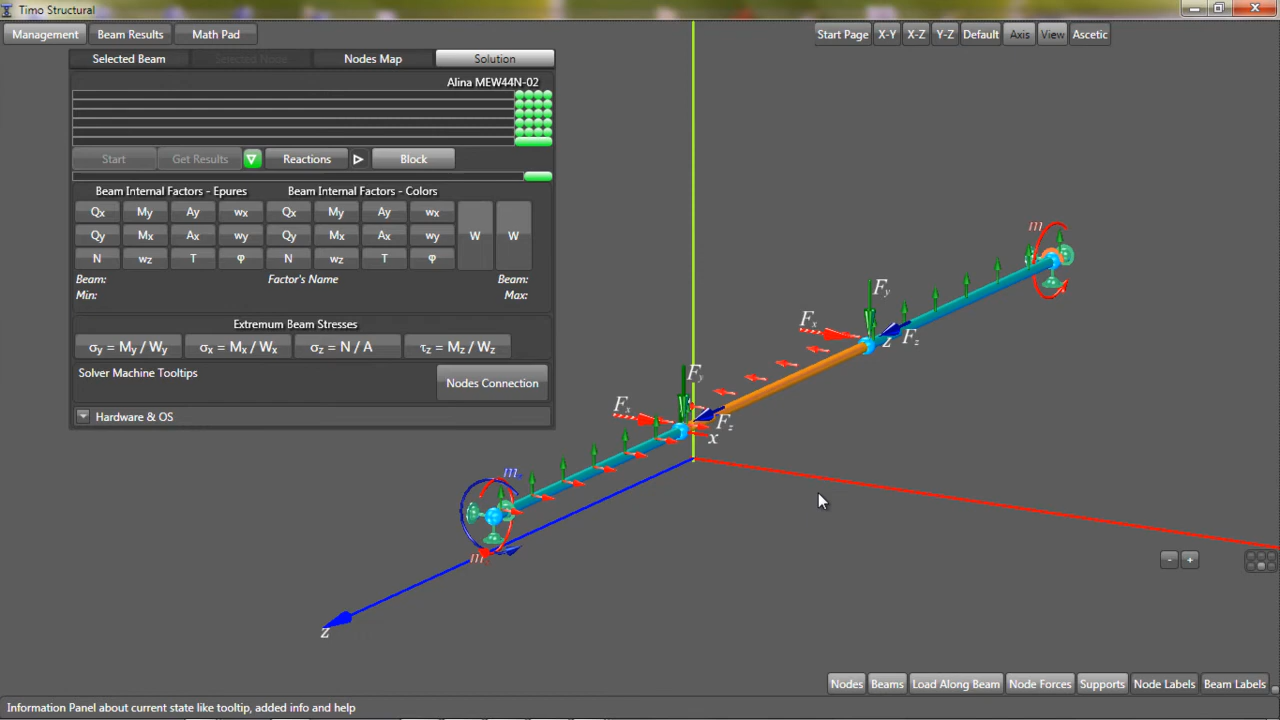 Timo Structural
Management Beam Results Math Pad
Start Page X-Y X-Z Y-Z Default Axis View Ascetic
Selected Beam Selected Node Nodes Map Solution
Alina MEW44N-02
Start Get Results Reactions Block
Beam Internal Factors - Epures Beam Internal Factors - Colors
Qx My Ay wx Qx My Ay wx
Qy Mx Ax wy Qy Mx Ax wy W W
N wz T φ N wz T φ
Beam: Factor's Name Beam:
Min: Max:
Extremum Beam Stresses
σy = My / Wy σx = Mx / Wx σz = N / A τz = Mz / Wz
Solver Machine Tooltips
Nodes Connection
Hardware & OS
m
Fy
Fx
z Fz
Fy
Fx
Fz
x
m
m
z
- +
Nodes Beams Load Along Beam Node Forces Supports Node Labels Beam Labels
Information Panel about current state like tooltip, added info and help